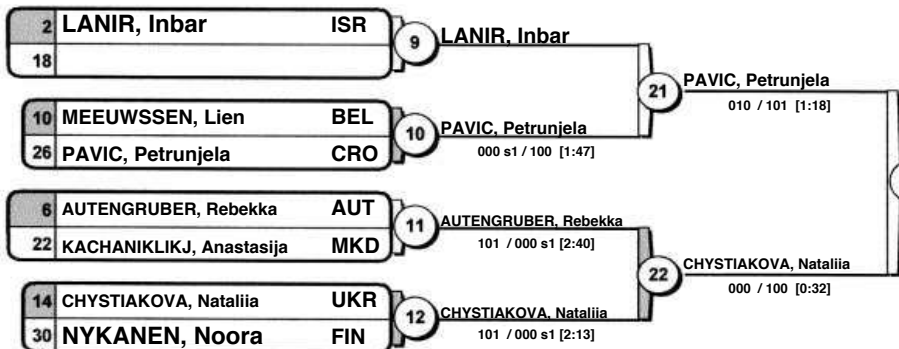 2 LANIR, Inbar ISR
18
9 LANIR, Inbar
10 MEEUWSSEN, Lien BEL
26 PAVIC, Petrunjela CRO
10 PAVIC, Petrunjela
000 s1 / 100 [1:47]
21 PAVIC, Petrunjela
010 / 101 [1:18]
6 AUTENGRUBER, Rebekka AUT
22 KACHANIKLIKJ, Anastasija MKD
11 AUTENGRUBER, Rebekka
101 / 000 s1 [2:40]
14 CHYSTIAKOVA, Nataliia UKR
30 NYKANEN, Noora FIN
12 CHYSTIAKOVA, Nataliia
101 / 000 s1 [2:13]
22 CHYSTIAKOVA, Nataliia
000 / 100 [0:32]